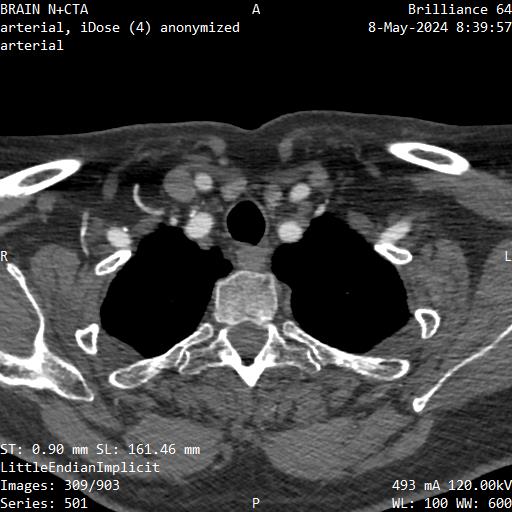 BRAIN N+CTA
A
Brilliance 64
arterial, iDose (4) anonymized
8-May-2024 8:39:57
arterial
R
L
ST: 0.90 mm SL: 161.46 mm
LittleEndianImplicit
Images: 309/903
493 mA 120.00kV
Series: 501
P
WL: 100 WW: 600